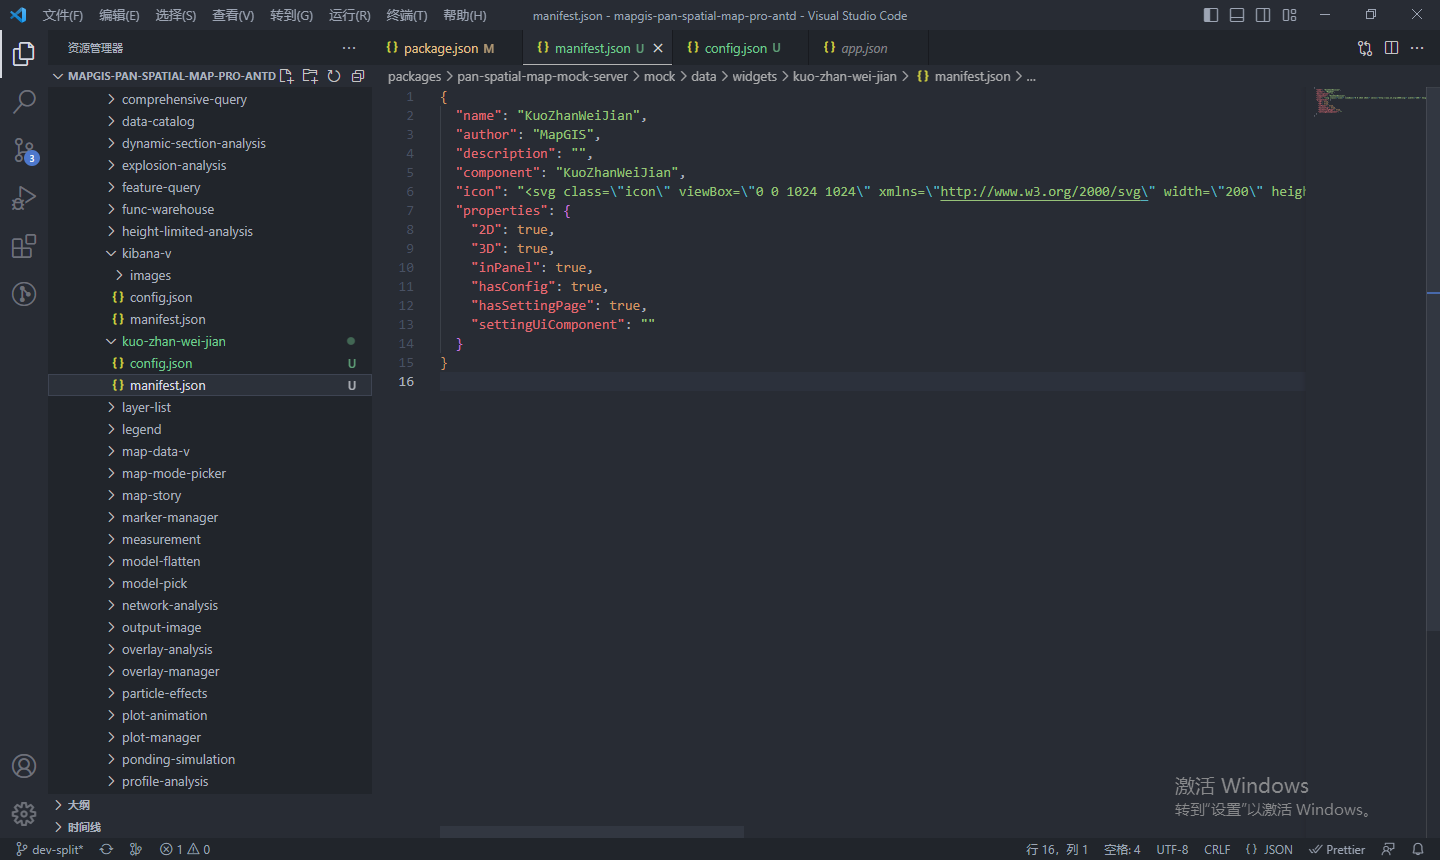 文件(F) 编辑(E) 选择(S) 查看(V) 转到(G) 运行(R) 终端(T) 帮助(H) manifest.json - mapgis-pan-spatial-map-pro-antd - Visual Studio Code
资源管理器 ···
{} package.json M {} manifest.json U {} config.json U {} app.json
MAPGIS-PAN-SPATIAL-MAP-PRO-ANTD
packages > pan-spatial-map-mock-server > mock > data > widgets > kuo-zhan-wei-jian > {} manifest.json > ...
comprehensive-query
data-catalog
dynamic-section-analysis
explosion-analysis
feature-query
func-warehouse
height-limited-analysis
kibana-v
images
{} config.json
{} manifest.json
kuo-zhan-wei-jian
{} config.json U
{} manifest.json U
layer-list
legend
map-data-v
map-mode-picker
map-story
marker-manager
measurement
model-flatten
model-pick
network-analysis
output-image
overlay-analysis
overlay-manager
particle-effects
plot-animation
plot-manager
ponding-simulation
profile-analysis
大纲
时间线
3
1 {
2 "name": "KuoZhanWeiJian",
3 "author": "MapGIS",
4 "description": "",
5 "component": "KuoZhanWeiJian",
6 "icon": "<svg class=\"icon\" viewBox=\"0 0 1024 1024\" xmlns=\"http://www.w3.org/2000/svg\" width=\"200\" heigh
7 "properties": {
8 "2D": true,
9 "3D": true,
10 "inPanel": true,
11 "hasConfig": true,
12 "hasSettingPage": true,
13 "settingUiComponent": ""
14 }
15 }
16
激活 Windows
转到“设置”以激活 Windows。
dev-split* 1 0 行 16，列 1 空格: 4 UTF-8 CRLF {} JSON Prettier